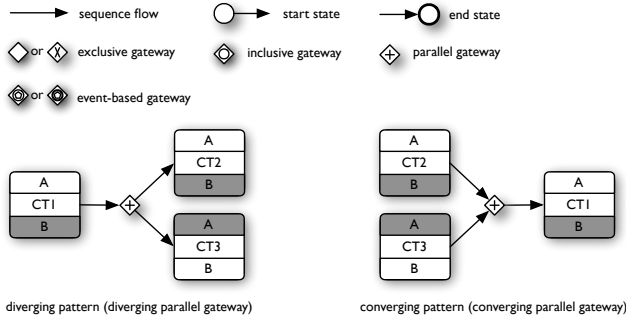 sequence flow
start state
end state
or
exclusive gateway
inclusive gateway
parallel gateway
or
event-based gateway
A
CT1
B
A
CT2
B
A
CT3
B
A
CT2
B
A
CT3
B
A
CT1
B
diverging pattern (diverging parallel gateway)
converging pattern (converging parallel gateway)